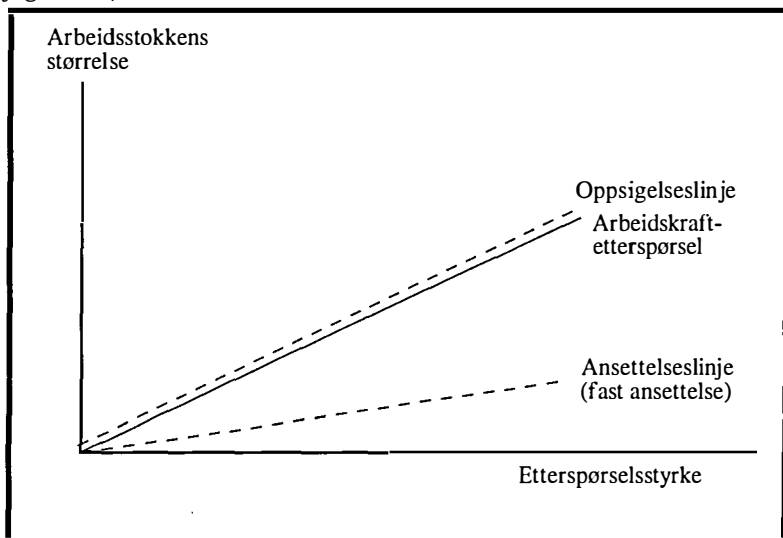 Arbeidsstokkens
størrelse
Oppsigelseslinje
Arbeidskraft-
etterspørsel
Ansettelseslinje
(fast ansettelse)
Etterspørselsstyrke